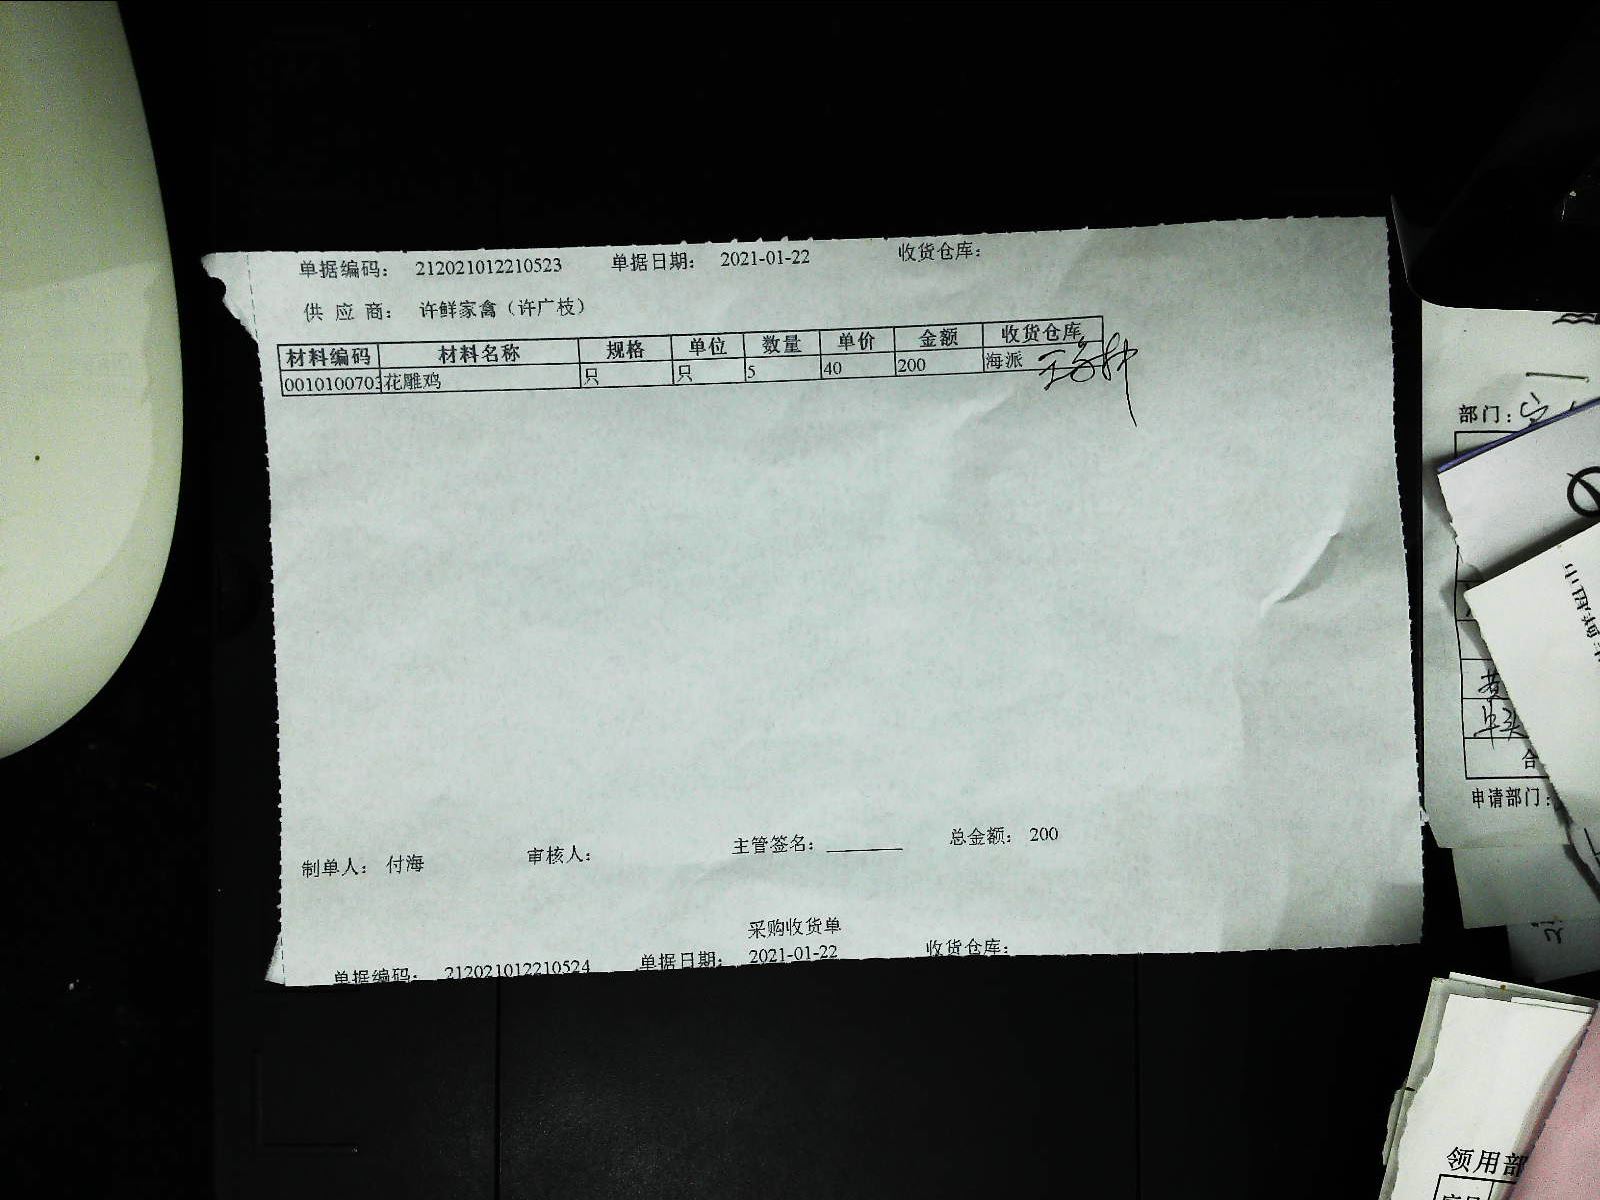 单据编码： 212021012210523 单据日期： 2021-01-22 收货仓库：
供 应 商： 许鲜家禽（许广枝）
材料编码 材料名称 规格 单位 数量 单价 金额 收货仓库
0010100703 花雕鸡 只 只 5 40 200 海派
制单人： 付海 审核人： 主管签名： 总金额： 200
采购收货单
单据编码： 212021012210524 单据日期： 2021-01-22 收货仓库：
部门：
合
申请部门：
领用部